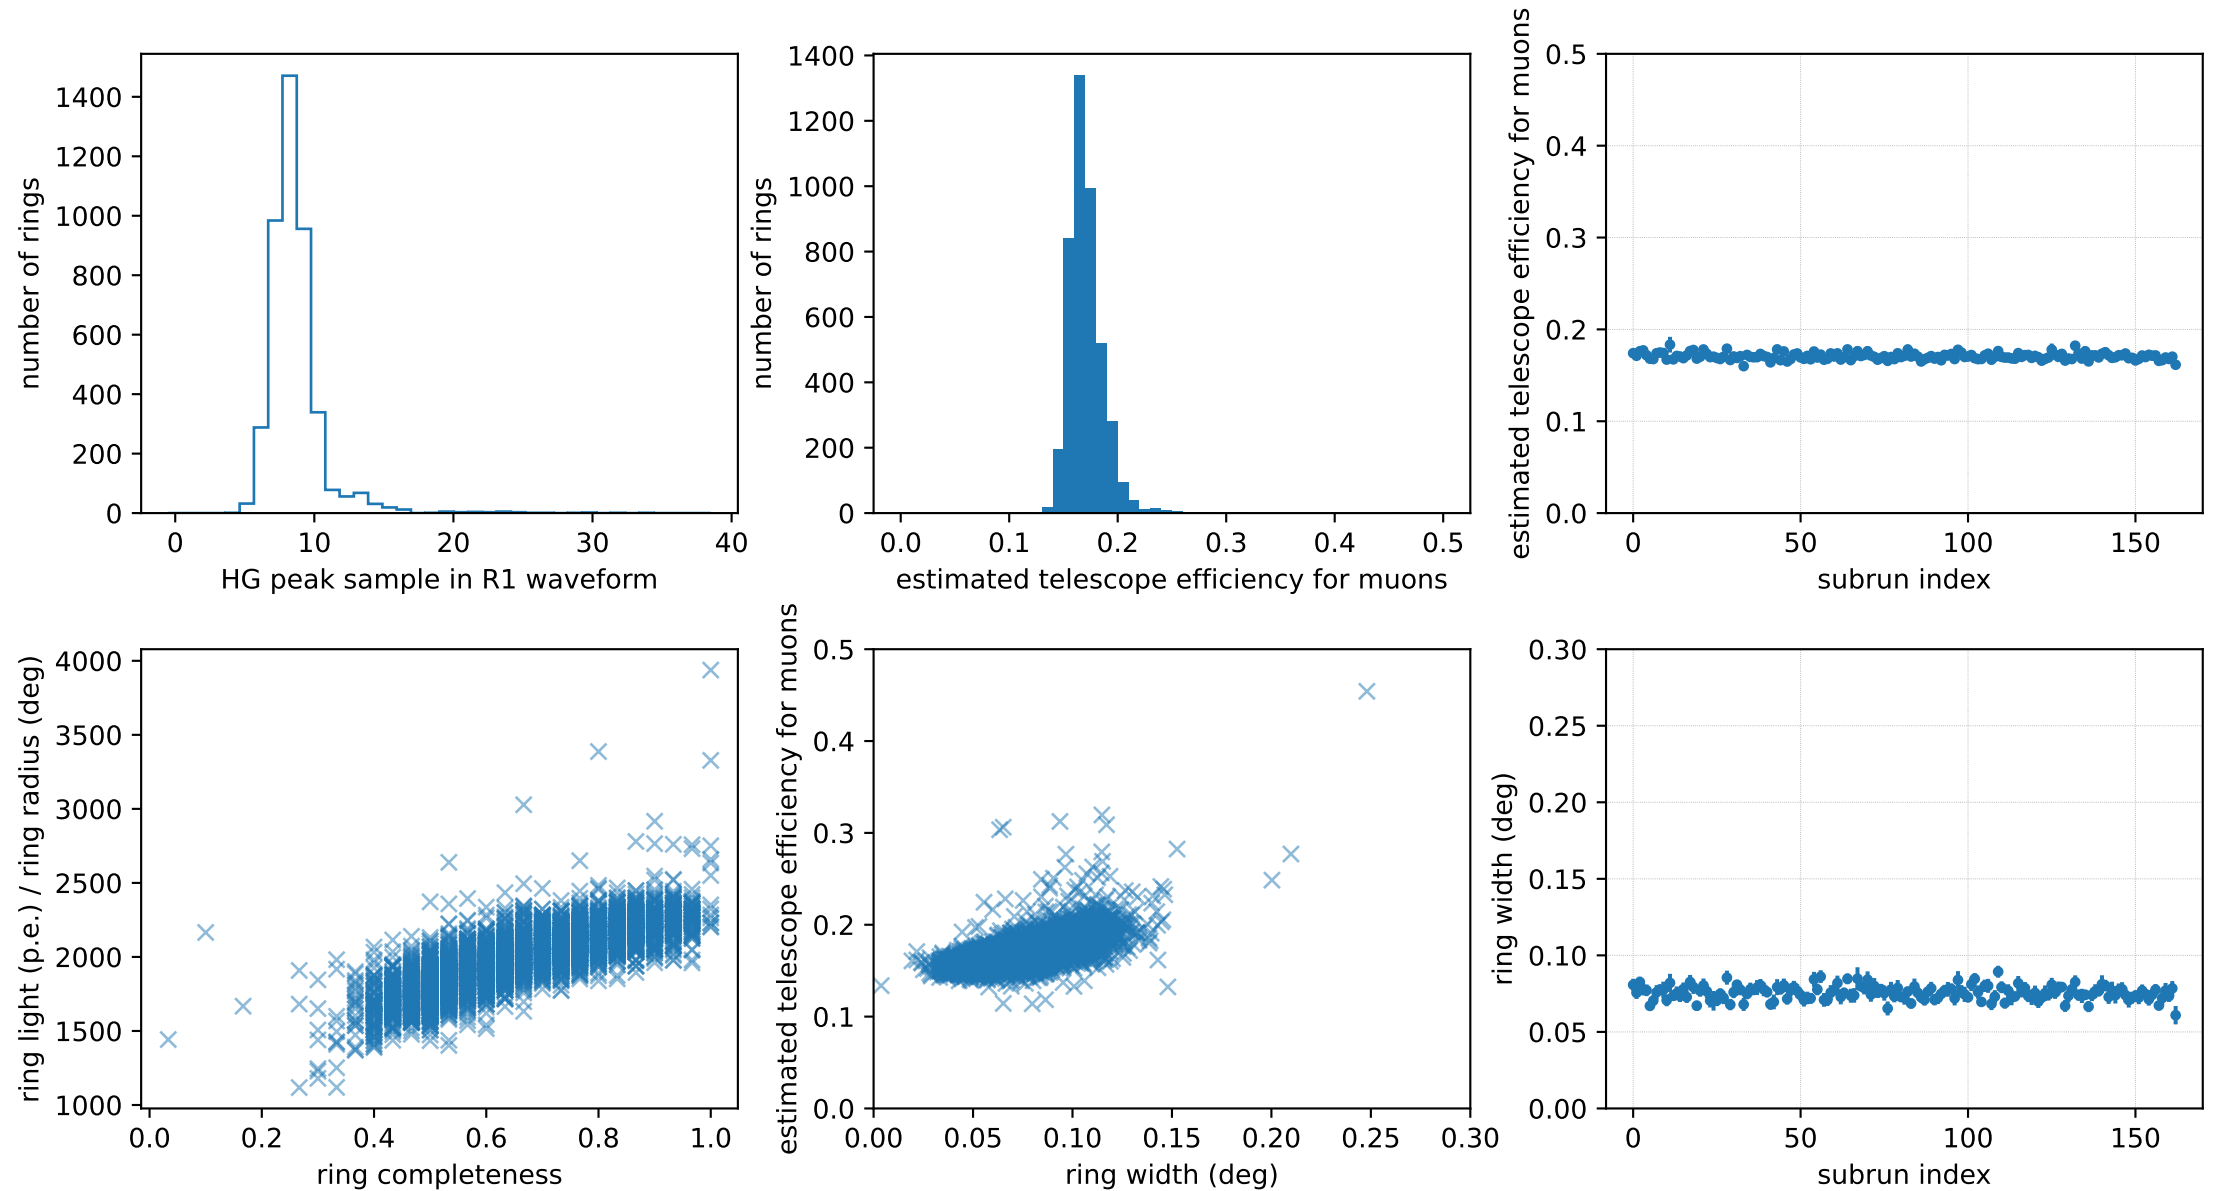 1400
1200
1000
800
600
400
200
0
number of rings
0 10 20 30 40
HG peak sample in R1 waveform
1400
1200
1000
800
600
400
200
0
number of rings
0.0 0.1 0.2 0.3 0.4 0.5
estimated telescope efficiency for muons
0.5
0.4
0.3
0.2
0.1
0.0
estimated telescope efficiency for muons
0 50 100 150
subrun index
4000
3500
3000
2500
2000
1500
1000
ring light (p.e.) / ring radius (deg)
0.0 0.2 0.4 0.6 0.8 1.0
ring completeness
0.5
0.4
0.3
0.2
0.1
0.0
estimated telescope efficiency for muons
0.00 0.05 0.10 0.15 0.20 0.25 0.30
ring width (deg)
0.30
0.25
0.20
0.15
0.10
0.05
0.00
ring width (deg)
0 50 100 150
subrun index